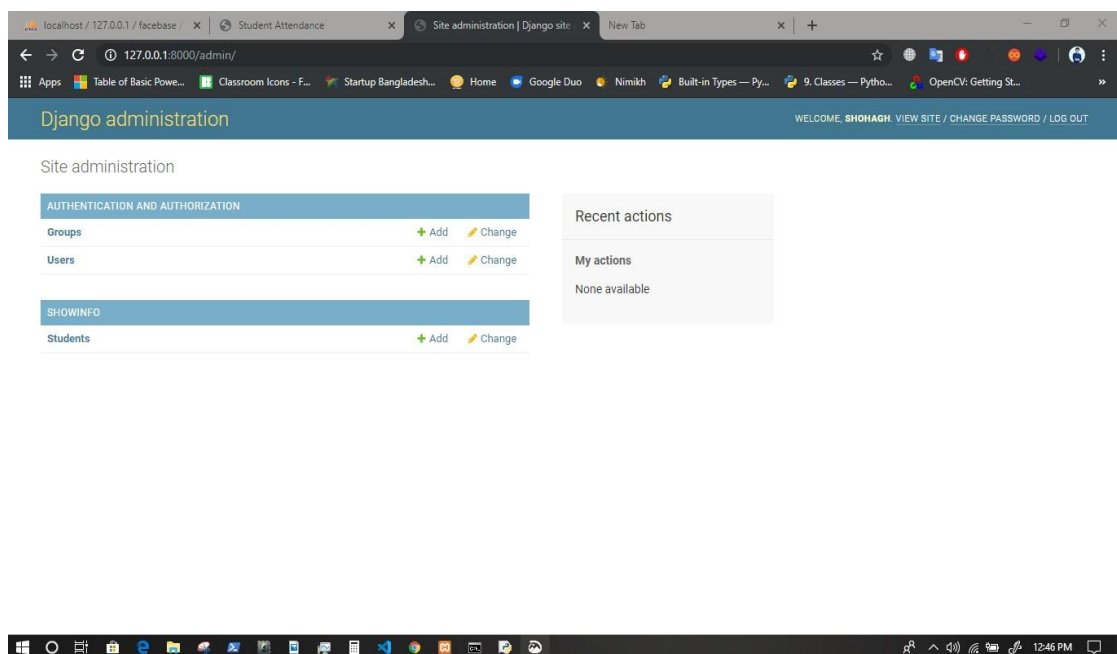 localhost / 127.0.0.1 / facebase /
Student Attendance
Site administration | Django site
New Tab
127.0.0.1:8000/admin/
Apps
Table of Basic Powe...
Classroom Icons - F...
Startup Bangladesh...
Home
Google Duo
Nimikh
Built-in Types — Py...
9. Classes — Pytho...
OpenCV: Getting St...
»
Django administration
WELCOME, SHOHAGH. VIEW SITE / CHANGE PASSWORD / LOG OUT
Site administration
AUTHENTICATION AND AUTHORIZATION
Groups + Add Change
Users + Add Change
SHOWINFO
Students + Add Change
Recent actions
My actions
None available
12:46 PM